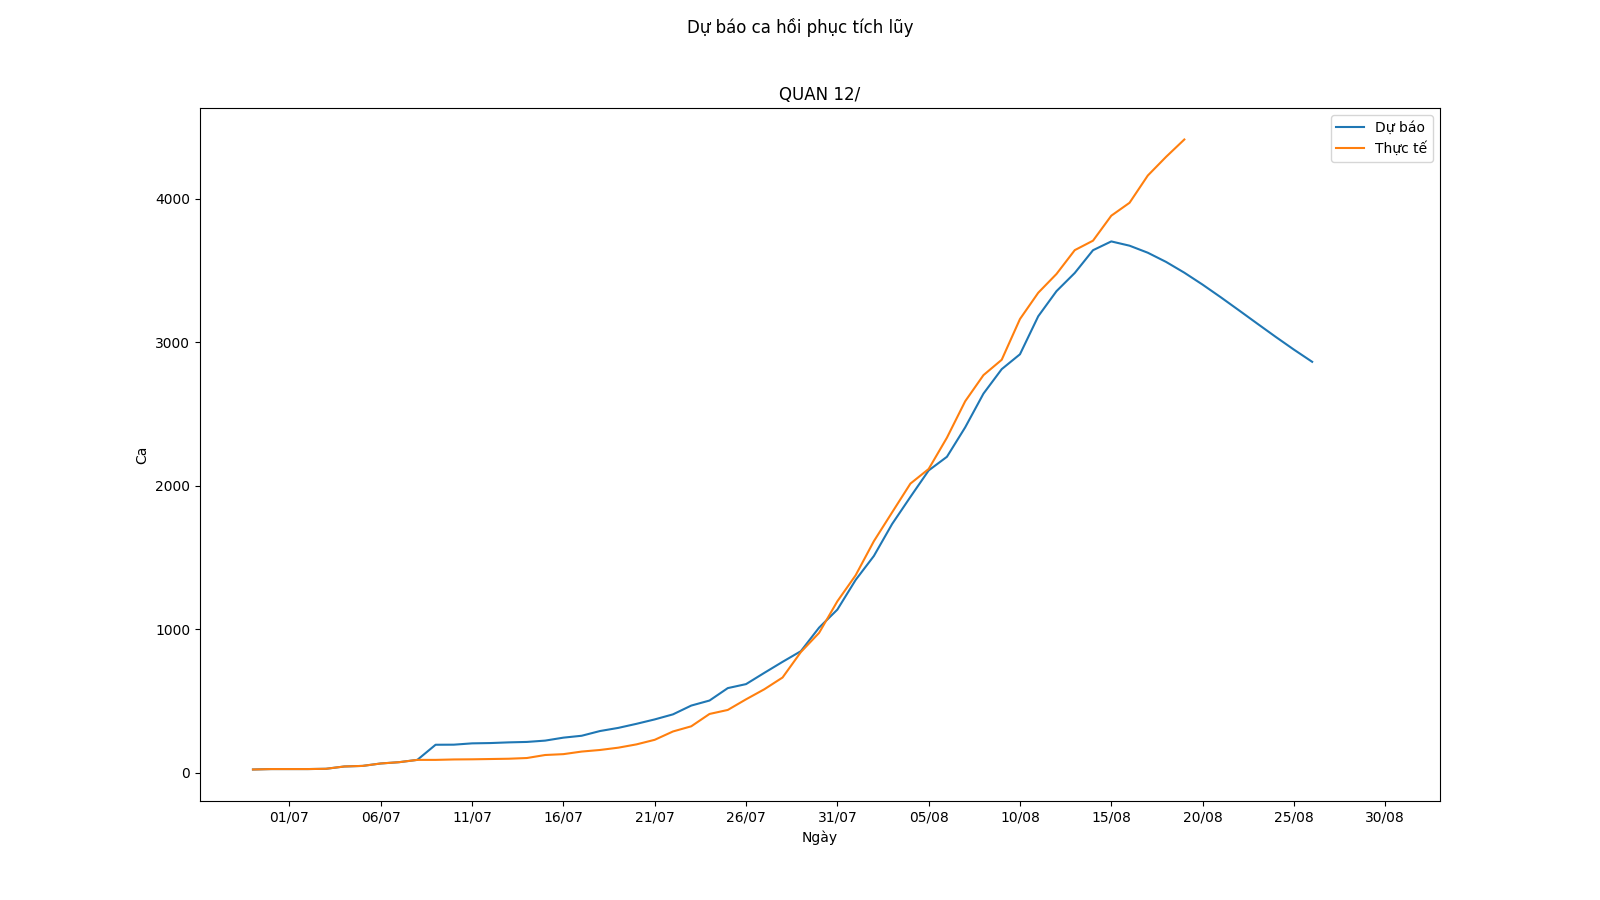 Dự báo ca hồi phục tích lũy
QUAN 12/
Dự báo
Thực tế
4000
3000
2000
1000
0
Ca
01/07 06/07 11/07 16/07 21/07 26/07 31/07 05/08 10/08 15/08 20/08 25/08 30/08
Ngày